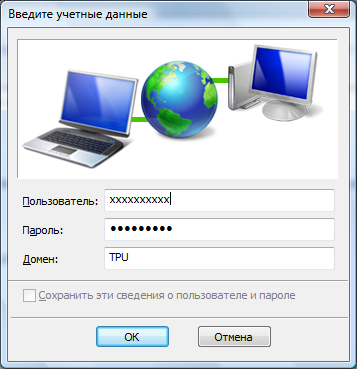 Введите учетные данные
Пользователь: xxxxxxxxxx
Пароль: ●●●●●●●●●
Домен: TPU
Сохранить эти сведения о пользователе и пароле
OK Отмена